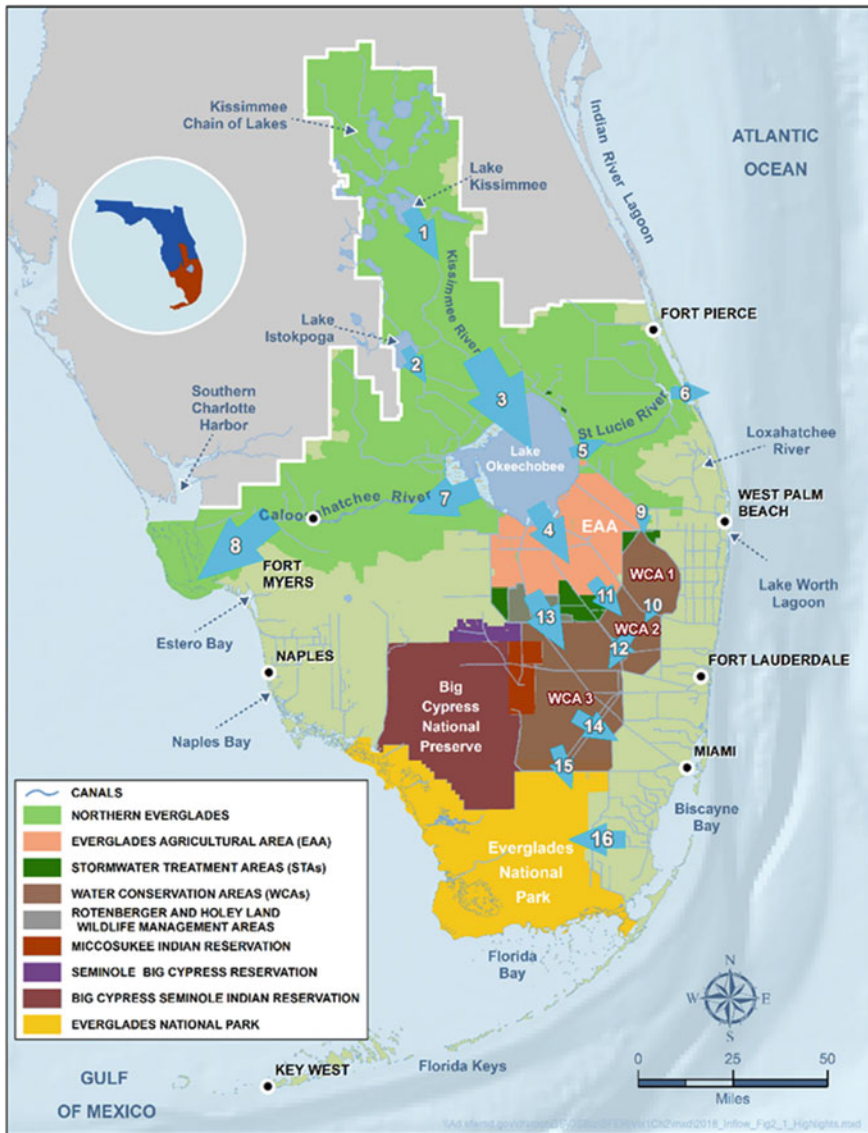 Kissimmee
Chain of Lakes
Indian River Lagoon
ATLANTIC
OCEAN
Lake
Kissimmee
1
Kissimmee River
FORT PIERCE
Lake
Istokpoga
2
3
6
Southern
Charlotte
Harbor
St Lucie River
5
Loxahatchee
River
Lake
Okeechobee
7
Caloosahatchee River
4
EAA
9
WEST PALM
BEACH
8
FORT
MYERS
WCA 1
Lake Worth
Lagoon
11
13
10
WCA 2
Estero Bay
12
NAPLES
FORT LAUDERDALE
Big
Cypress
National
Preserve
WCA 3
14
Naples Bay
15
MIAMI
CANALS
NORTHERN EVERGLADES
EVERGLADES AGRICULTURAL AREA (EAA)
STORMWATER TREATMENT AREAS (STAs)
WATER CONSERVATION AREAS (WCAs)
ROTENBERGER AND HOLEY LAND
WILDLIFE MANAGEMENT AREAS
MICCOSUKEE INDIAN RESERVATION
SEMINOLE BIG CYPRESS RESERVATION
BIG CYPRESS SEMINOLE INDIAN RESERVATION
EVERGLADES NATIONAL PARK
Biscayne
Bay
16
Everglades
National
Park
Florida
Bay
N
W E
S
KEY WEST
Florida Keys
GULF
OF MEXICO
0 25 50
Miles